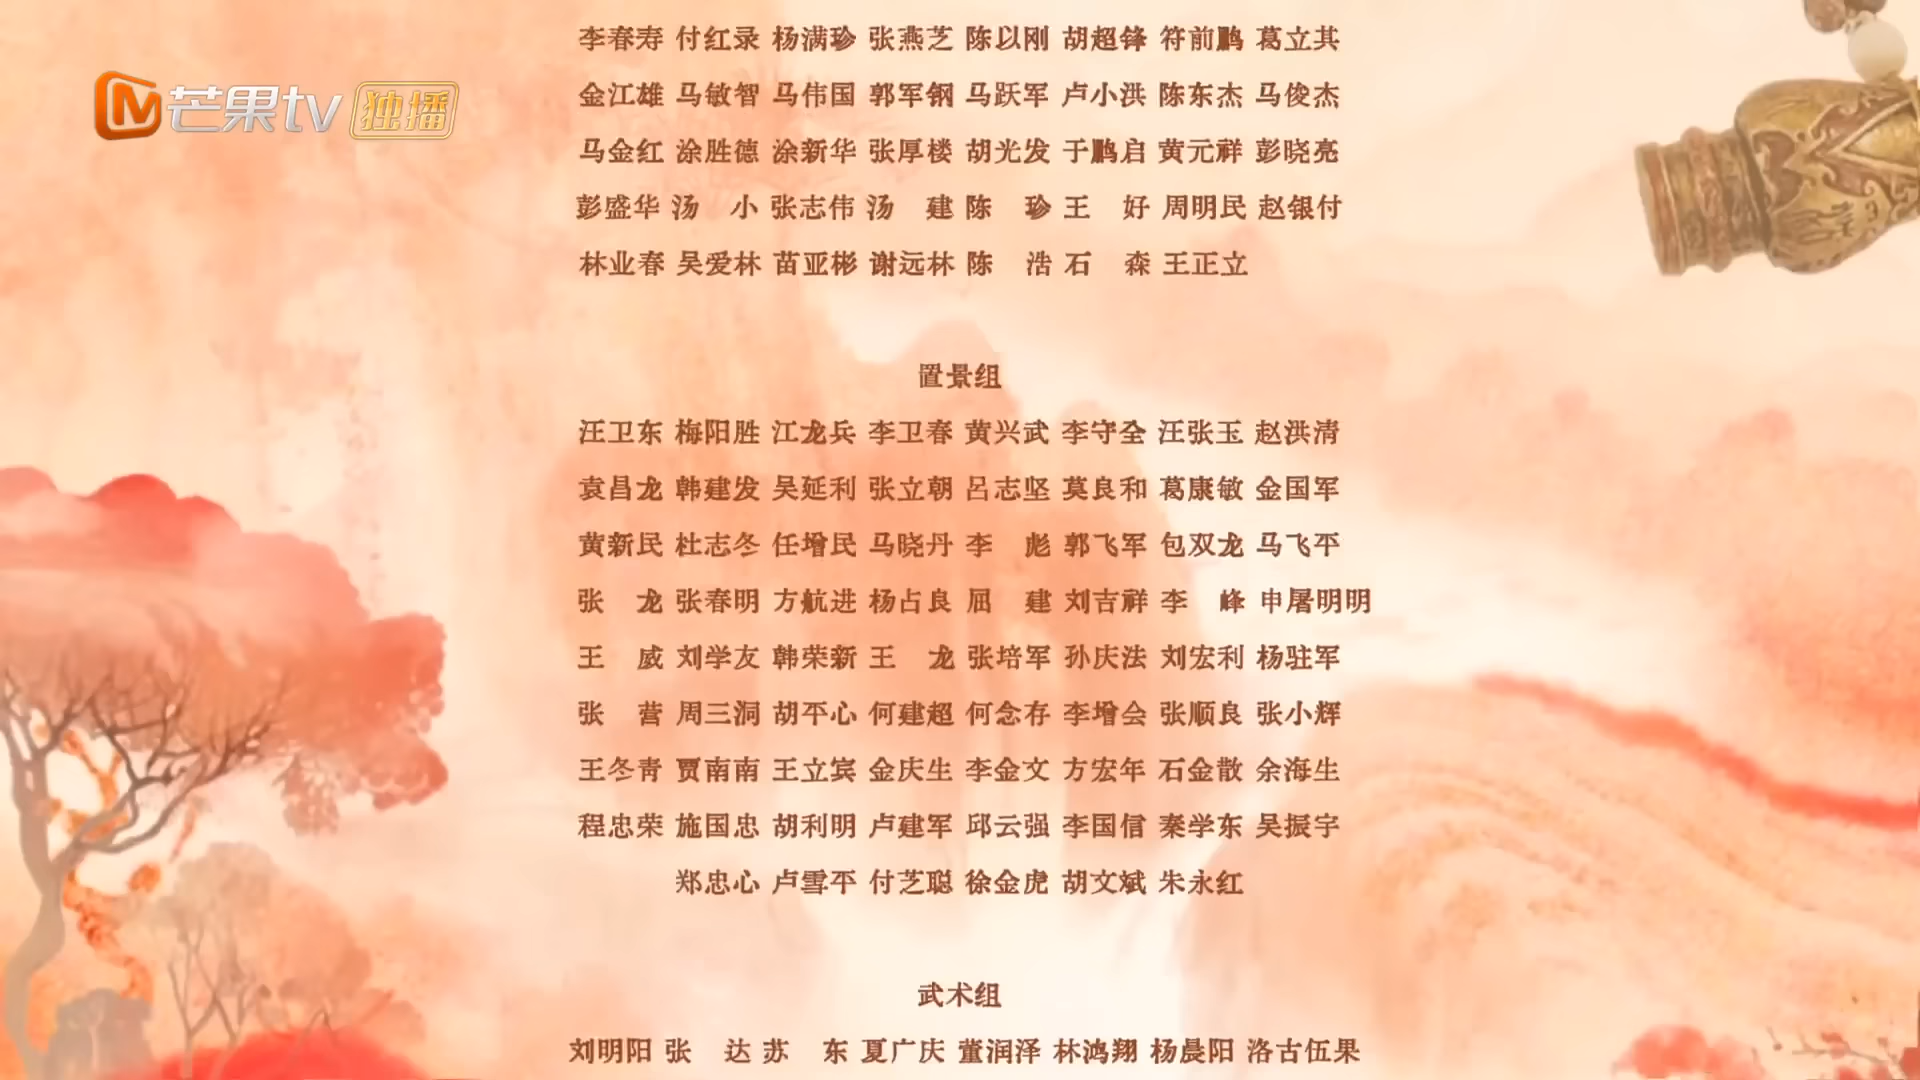 李春寿 付红录 杨满珍 张燕芝 陈以刚 胡超锋 符前鹏 葛立其
芒果tv 独播
金江雄 马敏智 马伟国 郭军钢 马跃军 卢小洪 陈东杰 马俊杰
马金红 涂胜德 涂新华 张厚楼 胡光发 于鹏启 黄元祥 彭晓亮
彭盛华 汤 小 张志伟 汤 建 陈 珍 王 好 周明民 赵银付
林业春 吴爱林 苗亚彬 谢远林 陈 浩 石 森 王正立
置景组
汪卫东 梅阳胜 江龙兵 李卫春 黄兴武 李守全 汪张玉 赵洪清
袁昌龙 韩建发 吴延利 张立朝 吕志坚 莫良和 葛康敏 金国军
黄新民 杜志冬 任增民 马晓丹 李 彪 郭飞军 包双龙 马飞平
张 龙 张春明 方航进 杨占良 屈 建 刘吉祥 李 峰 申屠明明
王 威 刘学友 韩荣新 王 龙 张培军 孙庆法 刘宏利 杨驻军
张 营 周三洞 胡平心 何建超 何念存 李增会 张顺良 张小辉
王冬青 贾南南 王立宾 金庆生 李金文 方宏年 石金散 余海生
程忠荣 施国忠 胡利明 卢建军 邱云强 李国信 秦学东 吴振宇
郑忠心 卢雪平 付芝聪 徐金虎 胡文斌 朱永红
武术组
刘明阳 张 达 苏 东 夏广庆 董润泽 林鸿翔 杨晨阳 洛古伍果